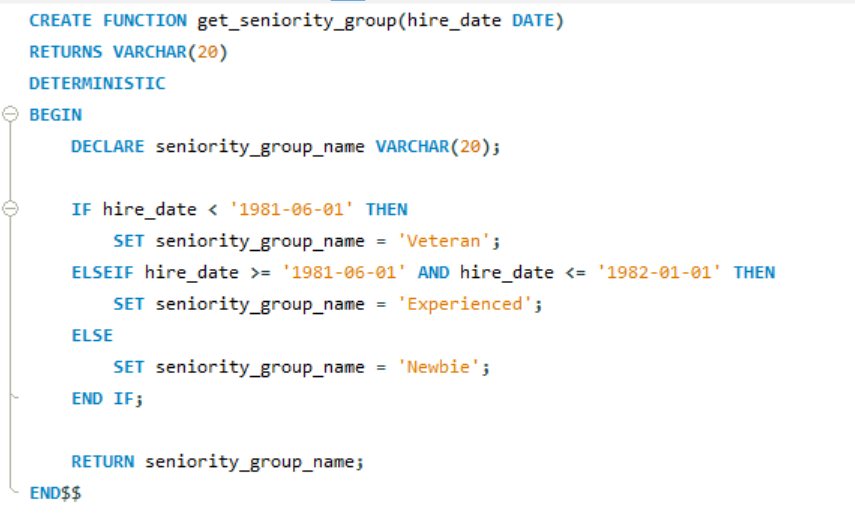 CREATE FUNCTION get_seniority_group(hire_date DATE)
RETURNS VARCHAR(20)
DETERMINISTIC
BEGIN
DECLARE seniority_group_name VARCHAR(20);
IF hire_date < '1981-06-01' THEN
SET seniority_group_name = 'Veteran';
ELSEIF hire_date >= '1981-06-01' AND hire_date <= '1982-01-01' THEN
SET seniority_group_name = 'Experienced';
ELSE
SET seniority_group_name = 'Newbie';
END IF;
RETURN seniority_group_name;
END$$